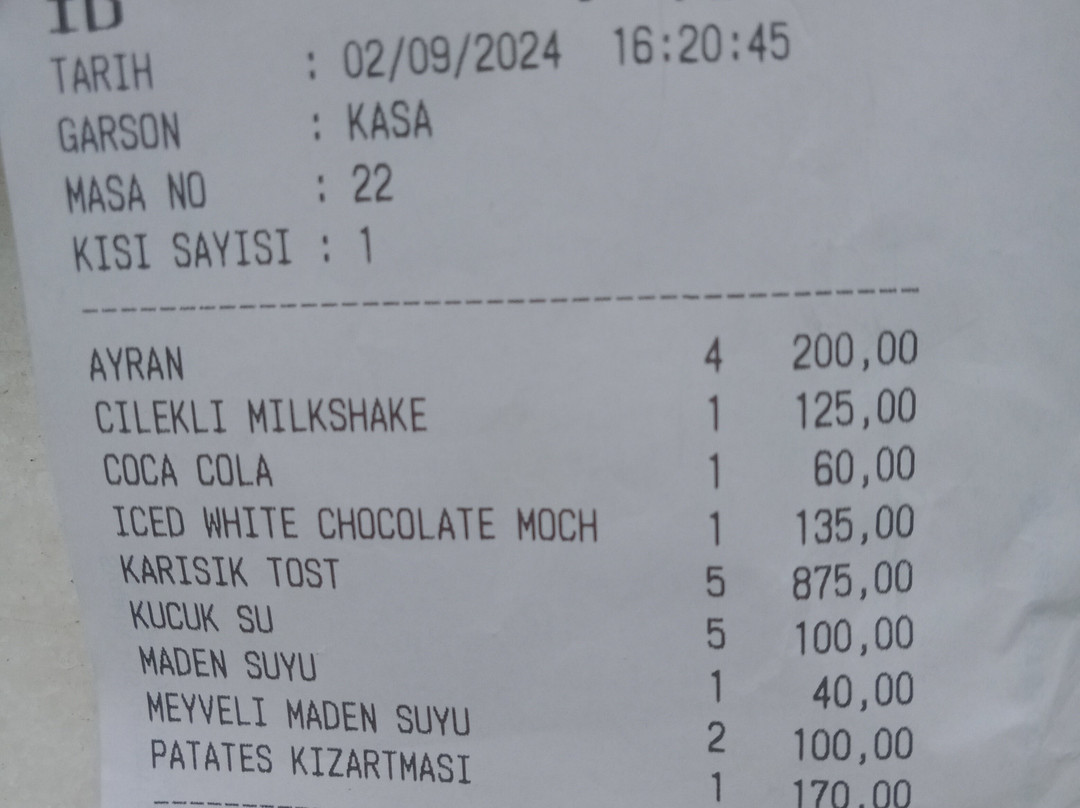 ID
TARIH : 02/09/2024 16:20:45
GARSON : KASA
MASA NO : 22
KISI SAYISI : 1
AYRAN 4 200,00
CILEKLI MILKSHAKE 1 125,00
COCA COLA 1 60,00
ICED WHITE CHOCOLATE MOCH 1 135,00
KARISIK TOST 5 875,00
KUCUK SU 5 100,00
MADEN SUYU 1 40,00
MEYVELI MADEN SUYU 2 100,00
PATATES KIZARTMASI 1 170,00